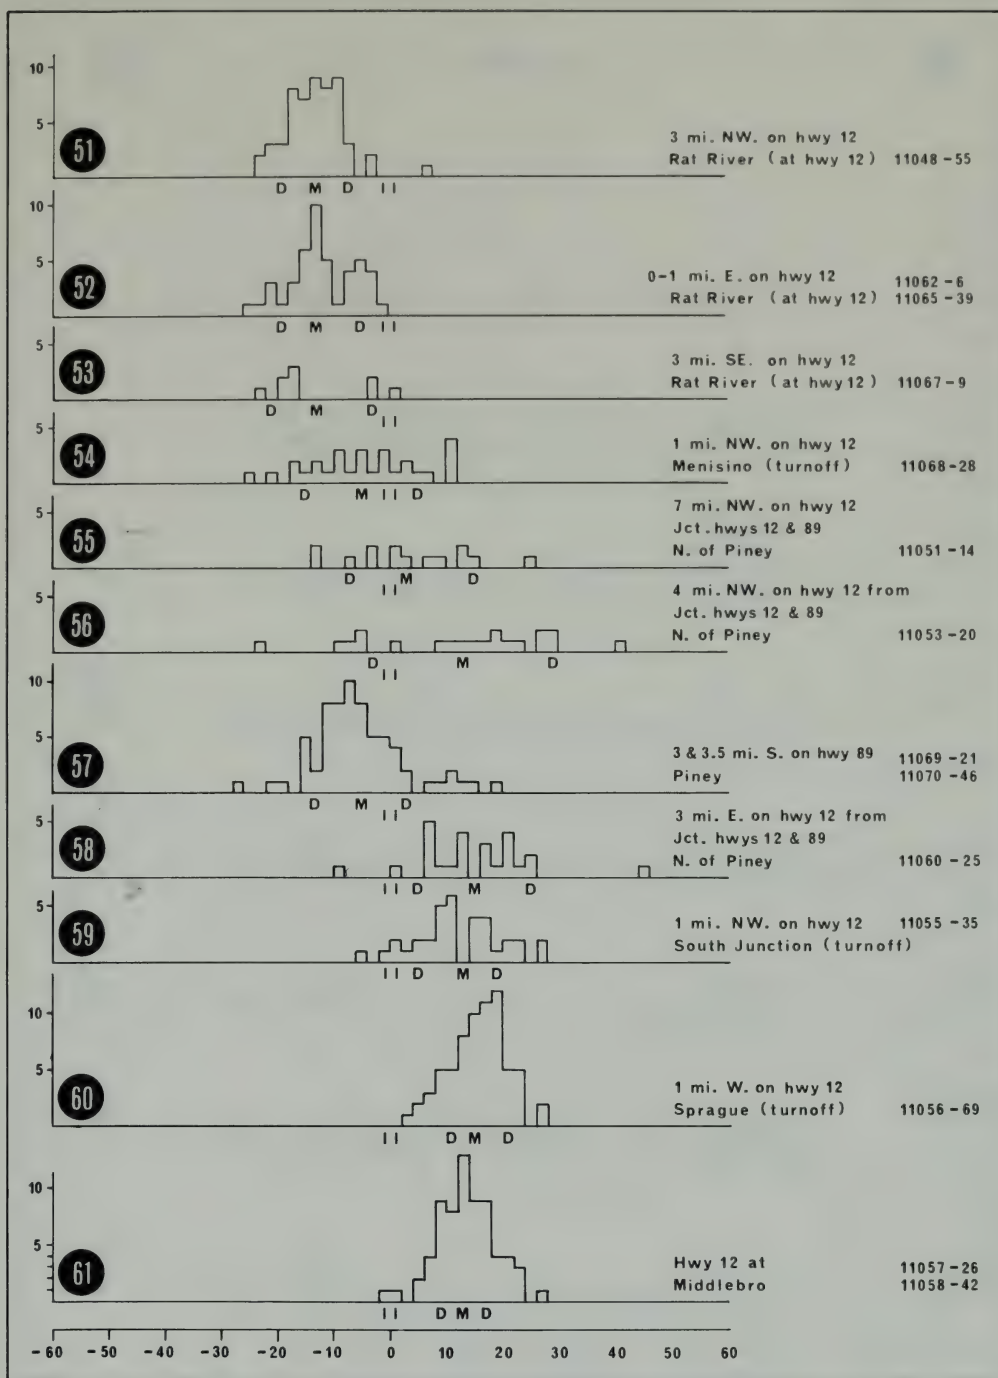 10
5
51
3 mi. NW. on hwy 12
Rat River (at hwy 12) 11048-55
D M D I I
10
5
52
0-1 mi. E. on hwy 12 11062-6
Rat River (at hwy 12) 11065-39
D M D I I
5
53
3 mi. SE. on hwy 12
Rat River (at hwy 12) 11067-9
D M D
I I
5
54
1 mi. NW. on hwy 12
Menisino (turnoff) 11068-28
D M I I D
5
55
7 mi. NW. on hwy 12
Jct. hwys 12 & 89
N. of Piney 11051-14
D M D
I I
5
56
4 mi. NW. on hwy 12 from
Jct. hwys 12 & 89
N. of Piney 11053-20
D M D
I I
10
5
57
3 & 3.5 mi. S. on hwy 89 11069-21
Piney 11070-46
D M D
I I
5
58
3 mi. E. on hwy 12 from
Jct. hwys 12 & 89
N. of Piney 11060-25
I I D M D
5
59
1 mi. NW. on hwy 12 11055-35
South Junction (turnoff)
I I D M D
10
5
60
1 mi. W. on hwy 12
Sprague (turnoff) 11056-69
I I D M D
10
5
61
Hwy 12 at 11057-26
Middlebro 11058-42
I I D M D
-60 -50 -40 -30 -20 -10 0 10 20 30 40 50 60